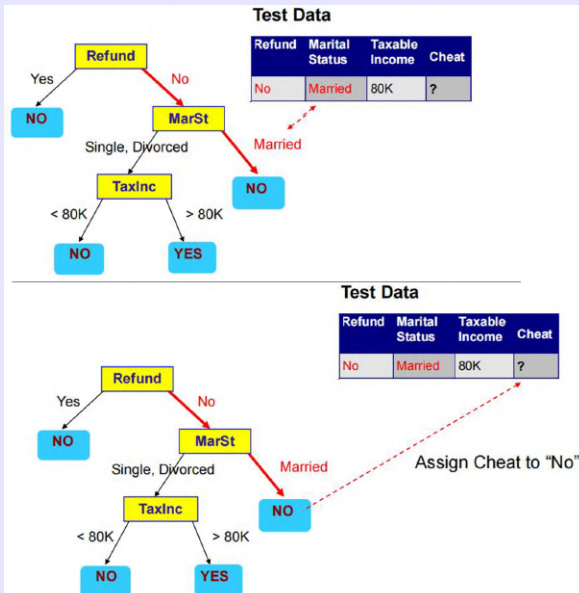 Test Data
Refund Marital Status Taxable Income Cheat
No Married 80K ?
Refund
Yes No
NO MarSt
Single, Divorced Married
TaxInc NO
< 80K > 80K
NO YES
Test Data
Refund Marital Status Taxable Income Cheat
No Married 80K ?
Refund
Yes No
NO MarSt
Single, Divorced Married Assign Cheat to “No”
TaxInc NO
< 80K > 80K
NO YES